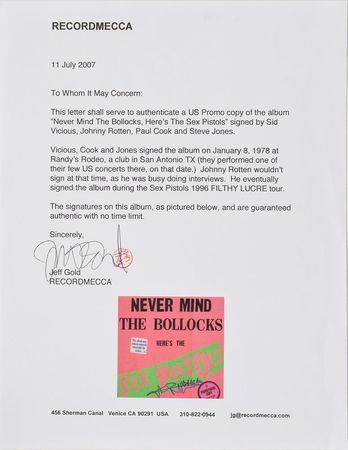 RECORDMECCA
11 July 2007
To Whom It May Concern:
This letter shall serve to authenticate a US Promo copy of the album
"Never Mind The Bollocks, Here's The Sex Pistols" signed by Sid
Vicious, Johnny Rotten, Paul Cook and Steve Jones.
Vicious, Cook and Jones signed the album on January 8, 1978 at
Randy's Rodeo, a club in San Antonio TX (they performed one of
their few US concerts there, on that date.) Johnny Rotten wouldn't
sign at that time, as he was busy doing interviews. He eventually
signed the album during the Sex Pistols 1996 FILTHY LUCRE tour.
The signatures on this album, as pictured below, and are guaranteed
authentic with no time limit.
Sincerely,
Jeff Gold
RECORDMECCA
NEVER MIND
THE BOLLOCKS
HERE'S THE
SEX PISTOLS
456 Sherman Canal Venice CA 90291 USA 310-822-0944 jg@recordmecca.com